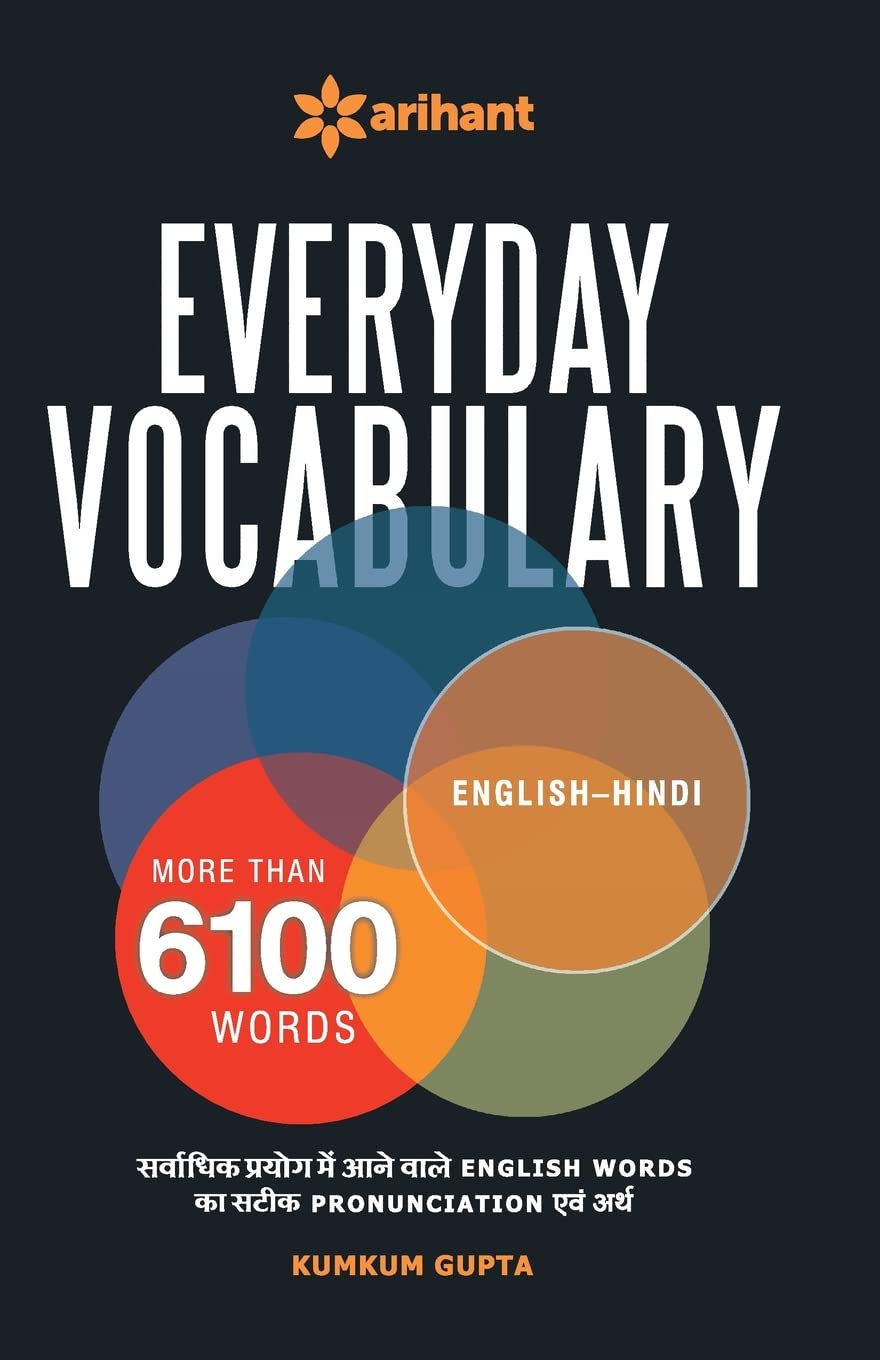 arihant
EVERYDAY
VOCABULARY
ENGLISH–HINDI
MORE THAN
6100
WORDS
सर्वाधिक प्रयोग में आने वाले ENGLISH WORDS
का सटीक PRONUNCIATION एवं अर्थ
KUMKUM GUPTA